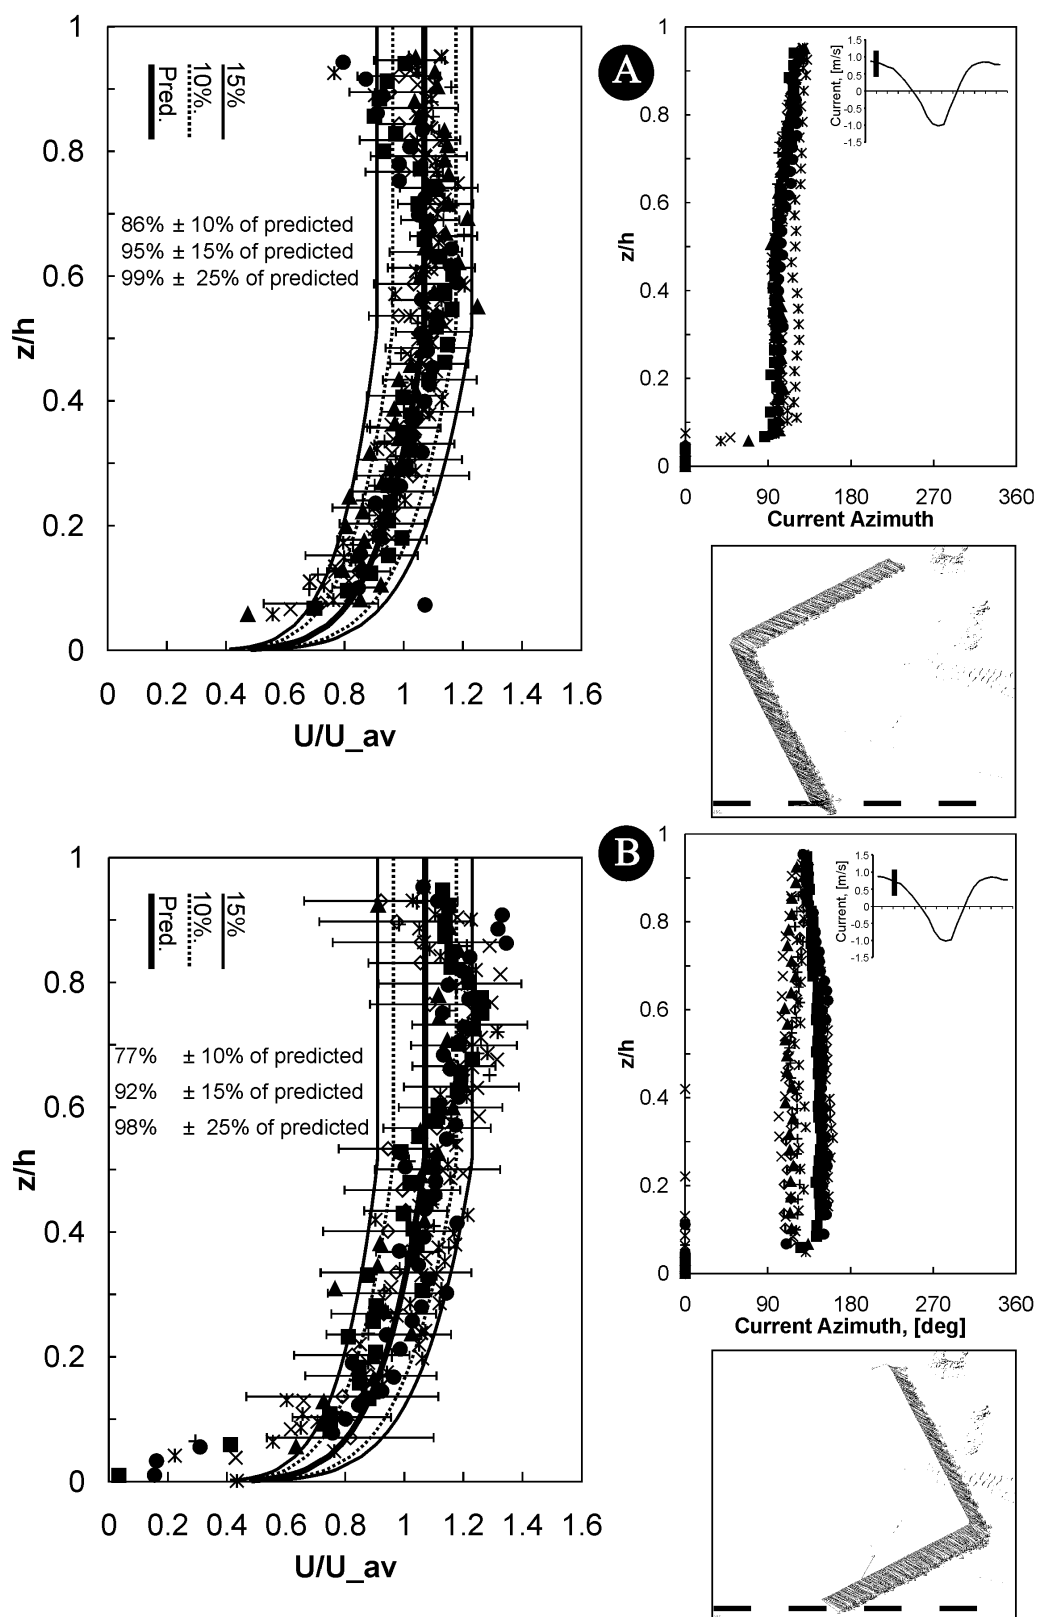 1
0.8
0.6
0.4
0.2
0
z/h
15%
10%.
Pred.
86% ± 10% of predicted
95% ± 15% of predicted
99% ± 25% of predicted
0 0.2 0.4 0.6 0.8 1 1.2 1.4 1.6
U/U_av
A
1
0.8
0.6
0.4
0.2
0
z/h
Current, [m/s]
1.5
1.0
0.5
0
-0.5
-1.0
-1.5
0 90 180 270 360
Current Azimuth
1
0.8
0.6
0.4
0.2
0
z/h
15%
10%.
Pred.
77% ± 10% of predicted
92% ± 15% of predicted
98% ± 25% of predicted
0 0.2 0.4 0.6 0.8 1 1.2 1.4 1.6
U/U_av
B
1
0.8
0.6
0.4
0.2
0
z/h
Current, [m/s]
1.5
1.0
0.5
0
-0.5
-1.0
-1.5
0 90 180 270 360
Current Azimuth, [deg]